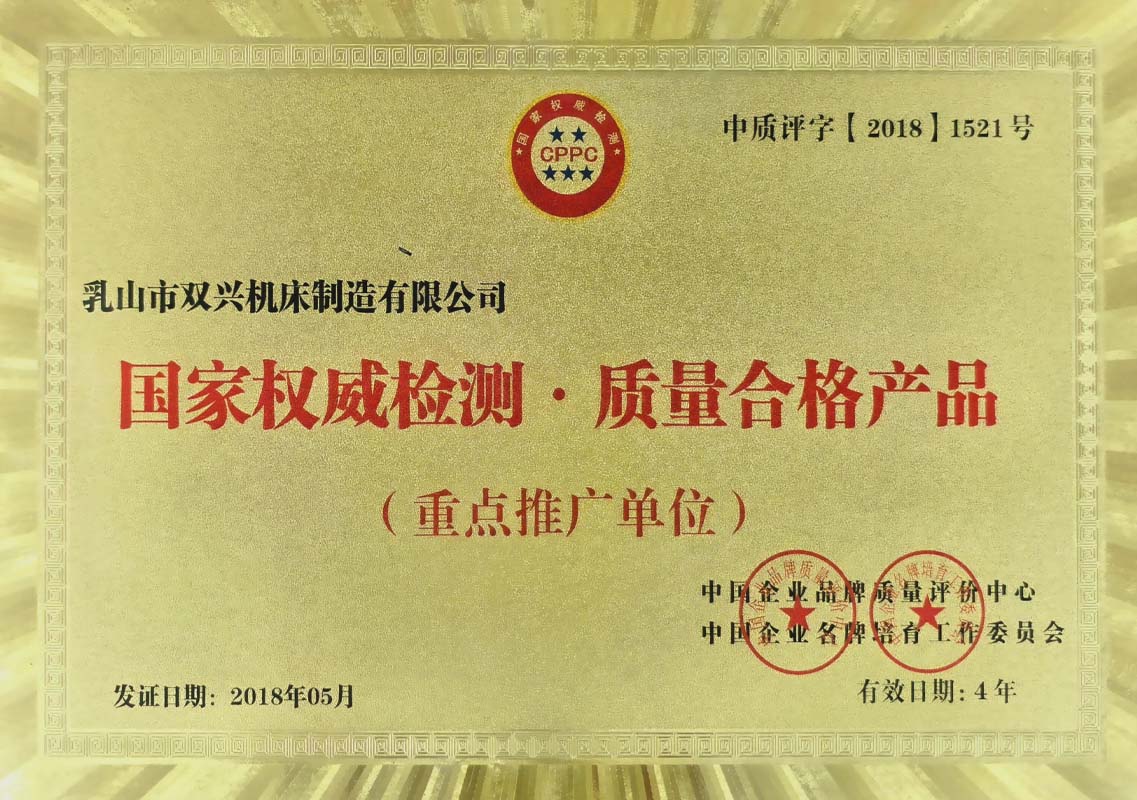 国家权威检测
CPPC
中质评字【2018】1521号
乳山市双兴机床制造有限公司
国家权威检测·质量合格产品
（重点推广单位）
中国企业品牌质量评价中心
中国企业名牌培育工作委员会
发证日期：2018年05月
有效日期：4年